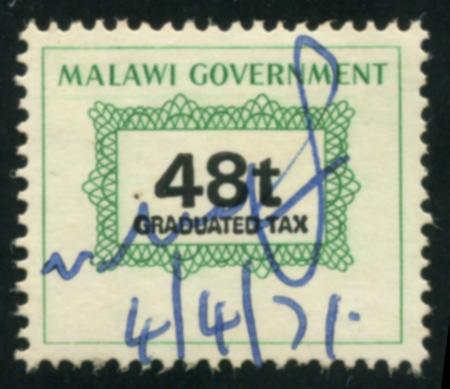 MALAWI GOVERNMENT
48t
GRADUATED TAX
4/4/71.